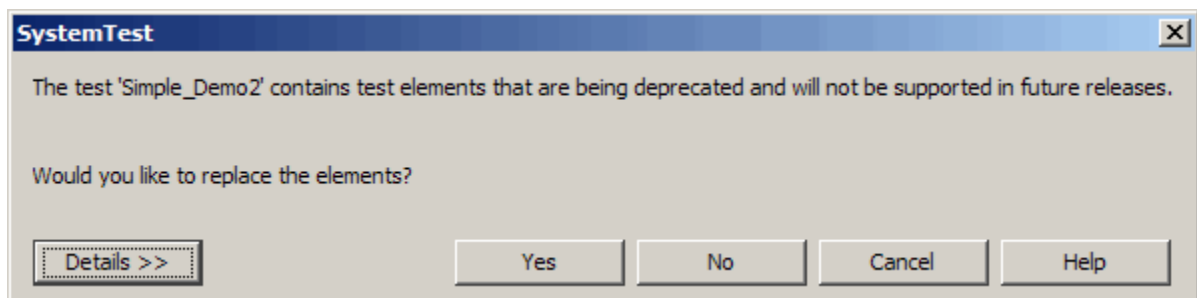 SystemTest
The test 'Simple_Demo2' contains test elements that are being deprecated and will not be supported in future releases.
Would you like to replace the elements?
Details >> Yes No Cancel Help